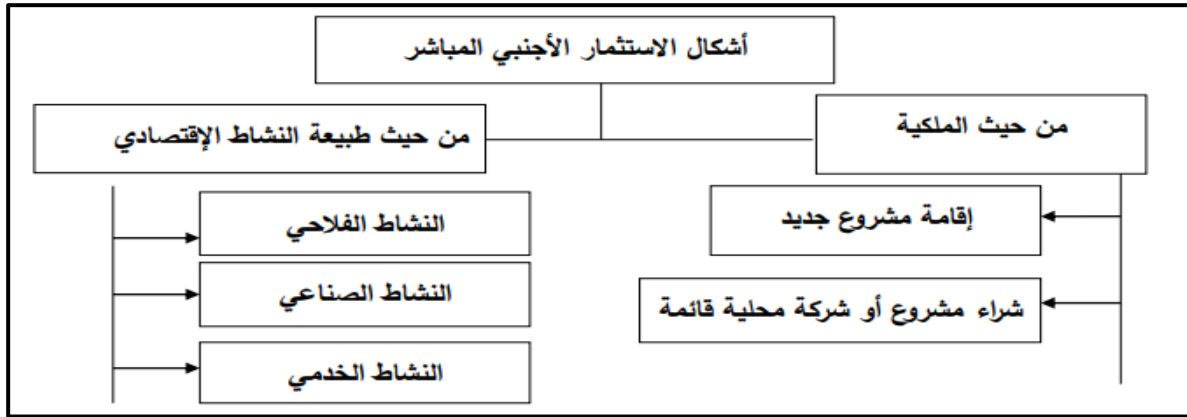 أشكال الاستثمار الأجنبي المباشر
من حيث الملكية
من حيث طبيعة النشاط الإقتصادي
إقامة مشروع جديد
شراء مشروع أو شركة محلية قائمة
النشاط الفلاحي
النشاط الصناعي
النشاط الخدمي